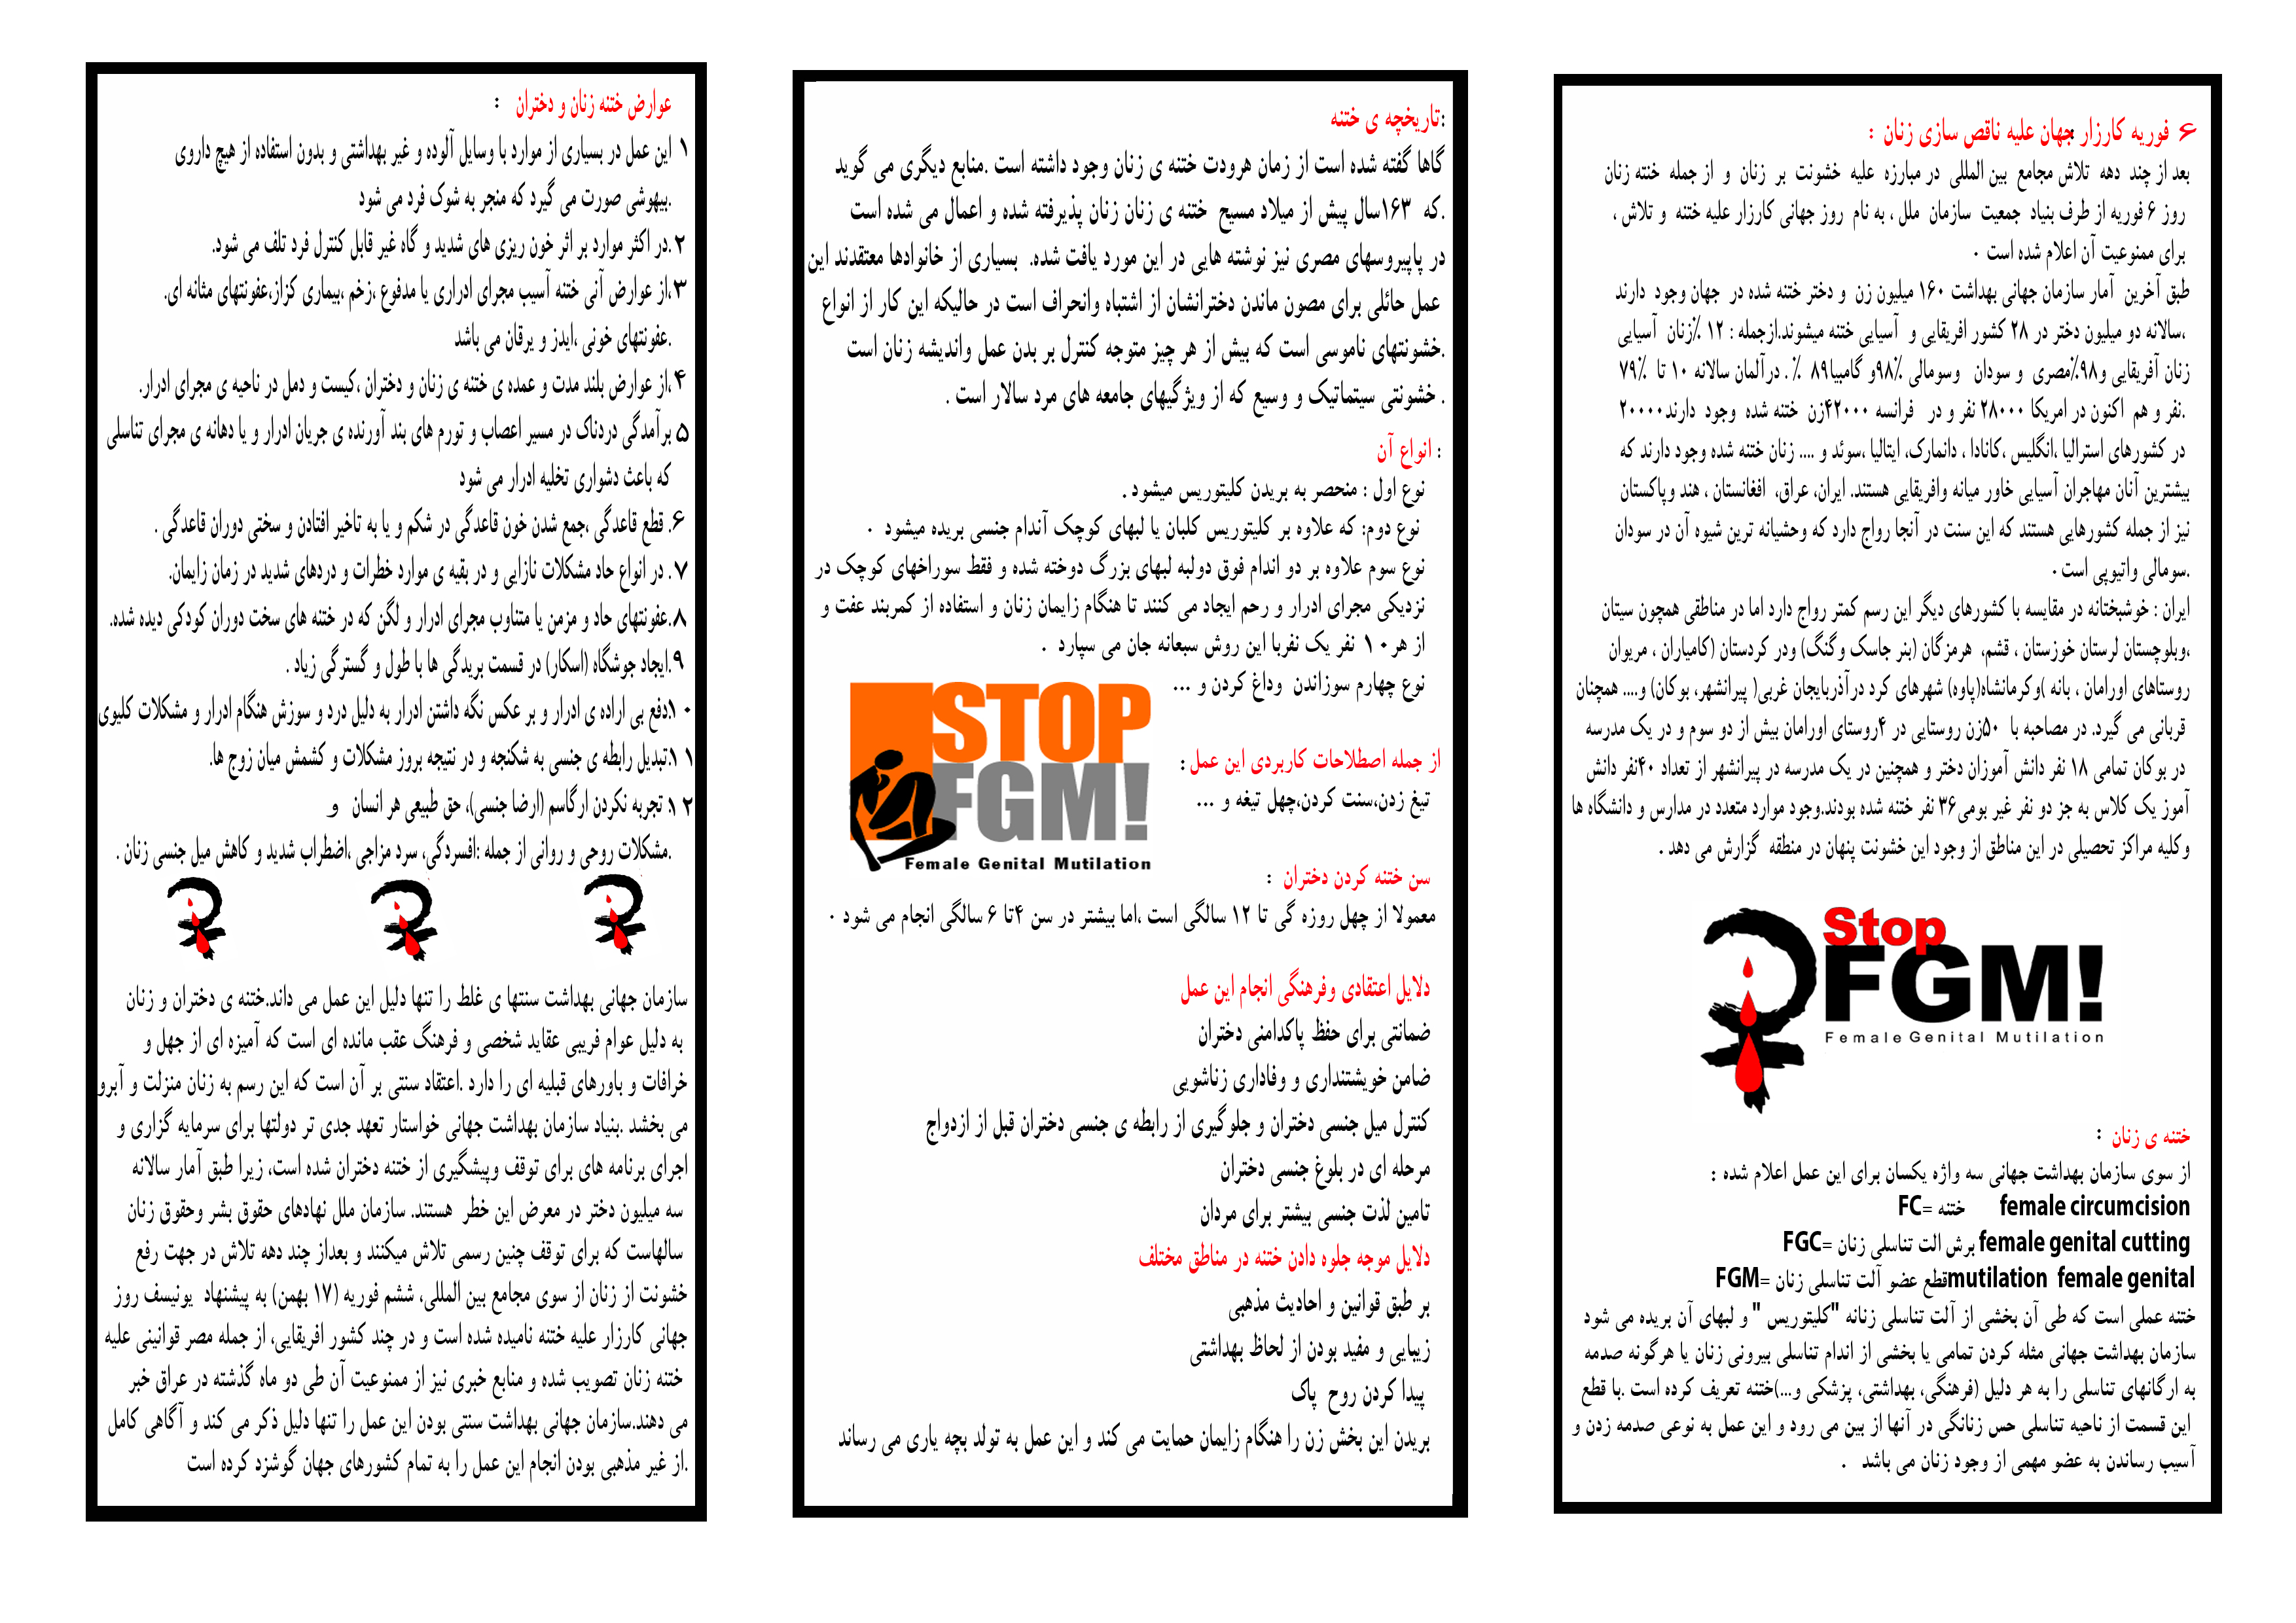 ۶ فوریه کارزار جهان علیه ناقص سازی زنان :
بعد از چند دهه تلاش مجامع بین المللی در مبارزه علیه خشونت بر زنان و از جمله ختنه زنان
روز ۶ فوریه از طرف بنیاد جمعیت سازمان ملل ، به نام روز جهانی کارزار علیه ختنه و تلاش ،
برای ممنوعیت آن اعلام شده است ۰
طبق آخرین آمار سازمان جهانی بهداشت ۱۶۰ میلیون زن و دختر ختنه شده در جهان وجود دارند
،سالانه دو میلیون دختر در ۲۸ کشور افریقایی و آسیایی ختنه میشوند.ازجمله : ۱۲ ٪زنان آسیایی
زنان آفریقایی و۹۸٪مصری و سودان وسومالی ۹۸٪و گامبیا۸۹ ٪ . درآلمان سالانه ۱۰ تا ۷۹٪
.نفر و هم اکنون در امریکا ۲۸۰۰۰ نفر و در فرانسه ۴۲۰۰۰زن ختنه شده وجود دارند۲۰۰۰۰
در کشورهای استرالیا ،انگلیس ،کانادا ، دانمارک، ایتالیا ،سوئد و .... زنان ختنه شده وجود دارند که
بیشترین آنان مهاجران آسیایی خاور میانه وافریقایی هستند. ایران، عراق، افغانستان ، هند وپاکستان
نیز از جمله کشورهایی هستند که این سنت در آنجا رواج دارد که وحشیانه ترین شیوه آن در سودان
.سومالی واتیوپی است ۰
ایران : خوشبختانه در مقایسه با کشورهای دیگر این رسم کمتر رواج دارد اما در مناطقی همچون سیتان
،وبلوچستان لرستان خوزستان ، قشم، هرمزگان (بنر جاسک وگنگ) ودر کردستان (کامیاران ، مریوان
روستاهای اورامان ، بانه )وکرمانشاه(پاوه) شهرهای کرد درآذربایجان غربی( پیرانشهر، بوکان) و.... همچنان
قربانی می گیرد. در مصاحبه با ۵۰زن روستایی در ۴روستای اورامان بیش از دو سوم و در یک مدرسه
در بوکان تمامی ۱۸ نفر دانش آموزان دختر و همچنین در یک مدرسه در پیرانشهر از تعداد ۴۰نفر دانش
آموز یک کلاس به جز دو نفر غیر بومی۳۶ نفر ختنه شده بودند.وجود موارد متعدد در مدارس و دانشگاه ها
وکلیه مراکز تحصیلی در این مناطق از وجود این خشونت پنهان در منطقه گزارش می دهد .
Stop
FGM!
Female Genital Mutilation
ختنه ی زنان :
از سوی سازمان بهداشت جهانی سه واژه یکسان برای این عمل اعلام شده :
female circumcision ختنه =FC
female genital cutting برش الت تناسلی زنان =FGC
mutilation female genitalقطع عضو آلت تناسلی زنان =FGM
ختنه عملی است که طی آن بخشی از آلت تناسلی زنانه "کلیتوریس " و لبهای آن بریده می شود
سازمان بهداشت جهانی مثله کردن تمامی یا بخشی از اندام تناسلی بیرونی زنان یا هرگونه صدمه
به ارگانهای تناسلی را به هر دلیل (فرهنگی، بهداشتی، پزشکی و...)ختنه تعریف کرده است .با قطع
این قسمت از ناحیه تناسلی حس زنانگی در آنها از بین می رود و این عمل به نوعی صدمه زدن و
آسیب رساندن به عضو مهمی از وجود زنان می باشد .
:تاریخچه ی ختنه
گاها گفته شده است از زمان هرودت ختنه ی زنان وجود داشته است .منابع دیگری می گوید
.که ۱۶۳سال پیش از میلاد مسیح ختنه ی زنان زنان پذیرفته شده و اعمال می شده است
در پاپیروسهای مصری نیز نوشته هایی در این مورد یافت شده. بسیاری از خانوادها معتقدند این
عمل حائلی برای مصون ماندن دخترانشان از اشتباه وانحراف است در حالیکه این کار از انواع
.خشونتهای ناموسی است که بیش از هر چیز متوجه کنترل بر بدن عمل واندیشه زنان است
. خشونتی سیتماتیک و وسیع که از ویژگیهای جامعه های مرد سالار است .
: انواع آن
نوع اول : منحصر به بریدن کلیتوریس میشود .
نوع دوم: که علاوه بر کلیتوریس کلبان یا لبهای کوچک آندام جنسی بریده میشود ۰
نوع سوم علاوه بر دو اندام فوق دولبه لبهای بزرگ دوخته شده و فقط سوراخهای کوچک در
نزدیکی مجرای ادرار و رحم ایجاد می کنند تا هنگام زایمان زنان و استفاده از کمربند عفت و
از هر۱۰ نفر یک نفربا این روش سبعانه جان می سپارد .
نوع چهارم سوزاندن وداغ کردن و ...
STOP
FGM!
Female Genital Mutilation
از جمله اصطلاحات کاربردی این عمل :
تیغ زدن،سنت کردن،چهل تیغه و ...
سن ختنه کردن دختران :
معمولا از چهل روزه گی تا ۱۲ سالگی است ،اما بیشتر در سن ۴تا ۶ سالگی انجام می شود ۰
دلایل اعتقادی وفرهنگی انجام این عمل
ضمانتی برای حفظ پاکدامنی دختران
ضامن خویشتنداری و وفاداری زناشویی
کنترل میل جنسی دختران و جلوگیری از رابطه ی جنسی دختران قبل از ازدواج
مرحله ای در بلوغ جنسی دختران
تامین لذت جنسی بیشتر برای مردان
دلایل موجه جلوه دادن ختنه در مناطق مختلف
بر طبق قوانین و احادیث مذهبی
زیبایی و مفید بودن از لحاظ بهداشتی
پیدا کردن روح پاک
بریدن این بخش زن را هنگام زایمان حمایت می کند و این عمل به تولد بچه یاری می رساند
عوارض ختنه زنان و دختران :
۱ این عمل در بسیاری از موارد با وسایل آلوده و غیر بهداشتی و بدون استفاده از هیچ داروی
.بیهوشی صورت می گیرد که منجر به شوک فرد می شود
۲.در اکثر موارد بر اثر خون ریزی های شدید و گاه غیر قابل کنترل فرد تلف می شود.
۳،از عوارض آنی ختنه آسیب مجرای ادراری یا مدفوع ،زخم ،بیماری کزاز،عفونتهای مثانه ای.
.عفونتهای خونی ،ایدز و یرقان می باشد
۴،از عوارض بلند مدت و عمده ی ختنه ی زنان و دختران ،کیست و دمل در ناحیه ی مجرای ادرار.
۵ برآمدگی دردناک در مسیر اعصاب و تورم های بند آورنده ی جریان ادرار و یا دهانه ی مجرای تناسلی
که باعث دشواری تخلیه ادرار می شود
۶. قطع قاعدگی ،جمع شدن خون قاعدگی در شکم و یا به تاخیر افتادن و سختی دوران قاعدگی .
۷. در انواع حاد مشکلات نازایی و در بقیه ی موارد خطرات و دردهای شدید در زمان زایمان.
۸.عفونتهای حاد و مزمن یا متناوب مجرای ادرار و لگن که در ختنه های سخت دوران کودکی دیده شده.
۹.ایجاد جوشگاه (اسکار) در قسمت بریدگی ها با طول و گسترگی زیاد .
۱۰.دفع بی اراده ی ادرار و بر عکس نگه داشتن ادرار به دلیل درد و سوزش هنگام ادرار و مشکلات کلیوی
۱۱.تبدیل رابطه ی جنسی به شکنجه و در نتیجه بروز مشکلات و کشمش میان زوج ها.
۱۲. تجربه نکردن ارگاسم (ارضا جنسی)، حق طبیعی هر انسان و
.مشکلات روحی و روانی از جمله :افسردگی، سرد مزاجی ،اضطراب شدید و کاهش میل جنسی زنان .
سازمان جهانی بهداشت سنتها ی غلط را تنها دلیل این عمل می داند.ختنه ی دختران و زنان
به دلیل عوام فریبی عقاید شخصی و فرهنگ عقب مانده ای است که آمیزه ای از جهل و
خرافات و باورهای قبلیه ای را دارد .اعتقاد سنتی بر آن است که این رسم به زنان منزلت و آبرو
می بخشد .بنیاد سازمان بهداشت جهانی خواستار تعهد جدی تر دولتها برای سرمایه گزاری و
اجرای برنامه های برای توقف وپیشگیری از ختنه دختران شده است، زیرا طبق آمار سالانه
سه میلیون دختر در معرض این خطر هستند. سازمان ملل نهادهای حقوق بشر وحقوق زنان
سالهاست که برای توقف چنین رسمی تلاش میکنند و بعداز چند دهه تلاش در جهت رفع
خشونت از زنان از سوی مجامع بین المللی، ششم فوریه (۱۷ بهمن) به پیشنهاد یونیسف روز
جهانی کارزار علیه ختنه نامیده شده است و در چند کشور افریقایی، از جمله مصر قوانینی علیه
ختنه زنان تصویب شده و منابع خبری نیز از ممنوعیت آن طی دو ماه گذشته در عراق خبر
می دهند.سازمان جهانی بهداشت سنتی بودن این عمل را تنها دلیل ذکر می کند و آگاهی کامل
.از غیر مذهبی بودن انجام این عمل را به تمام کشورهای جهان گوشزد کرده است